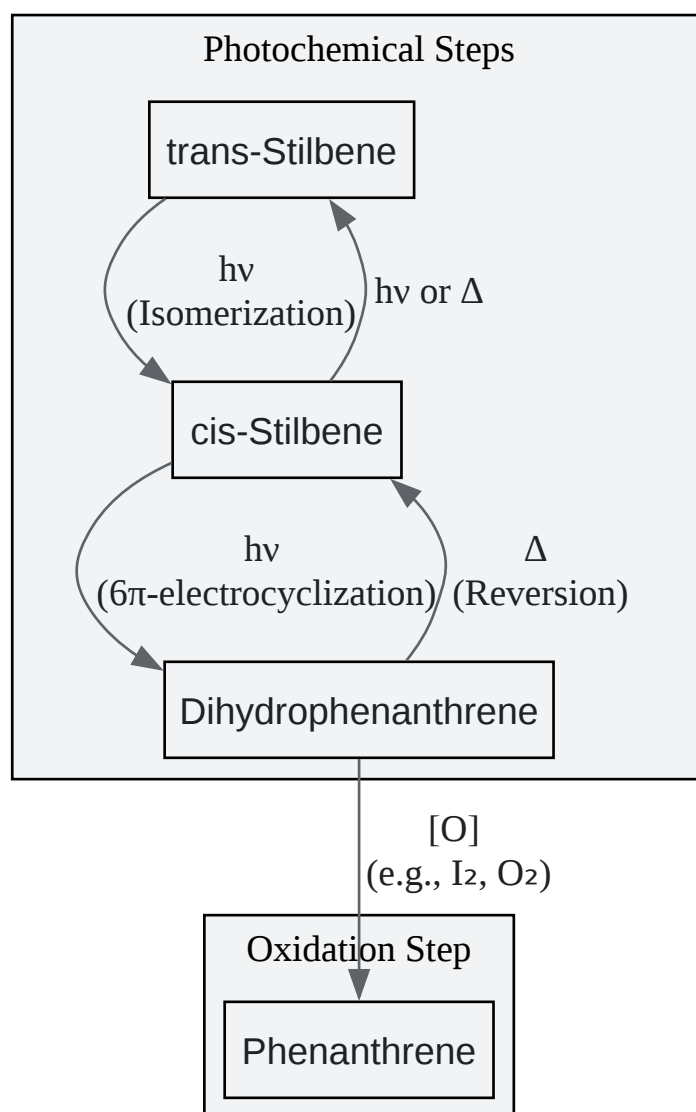 Photochemical Steps
trans-Stilbene
hν
(Isomerization)
hν or Δ
cis-Stilbene
hν
(6π-electrocyclization)
Δ
(Reversion)
Dihydrophenanthrene
[O]
(e.g., I₂, O₂)
Oxidation Step
Phenanthrene